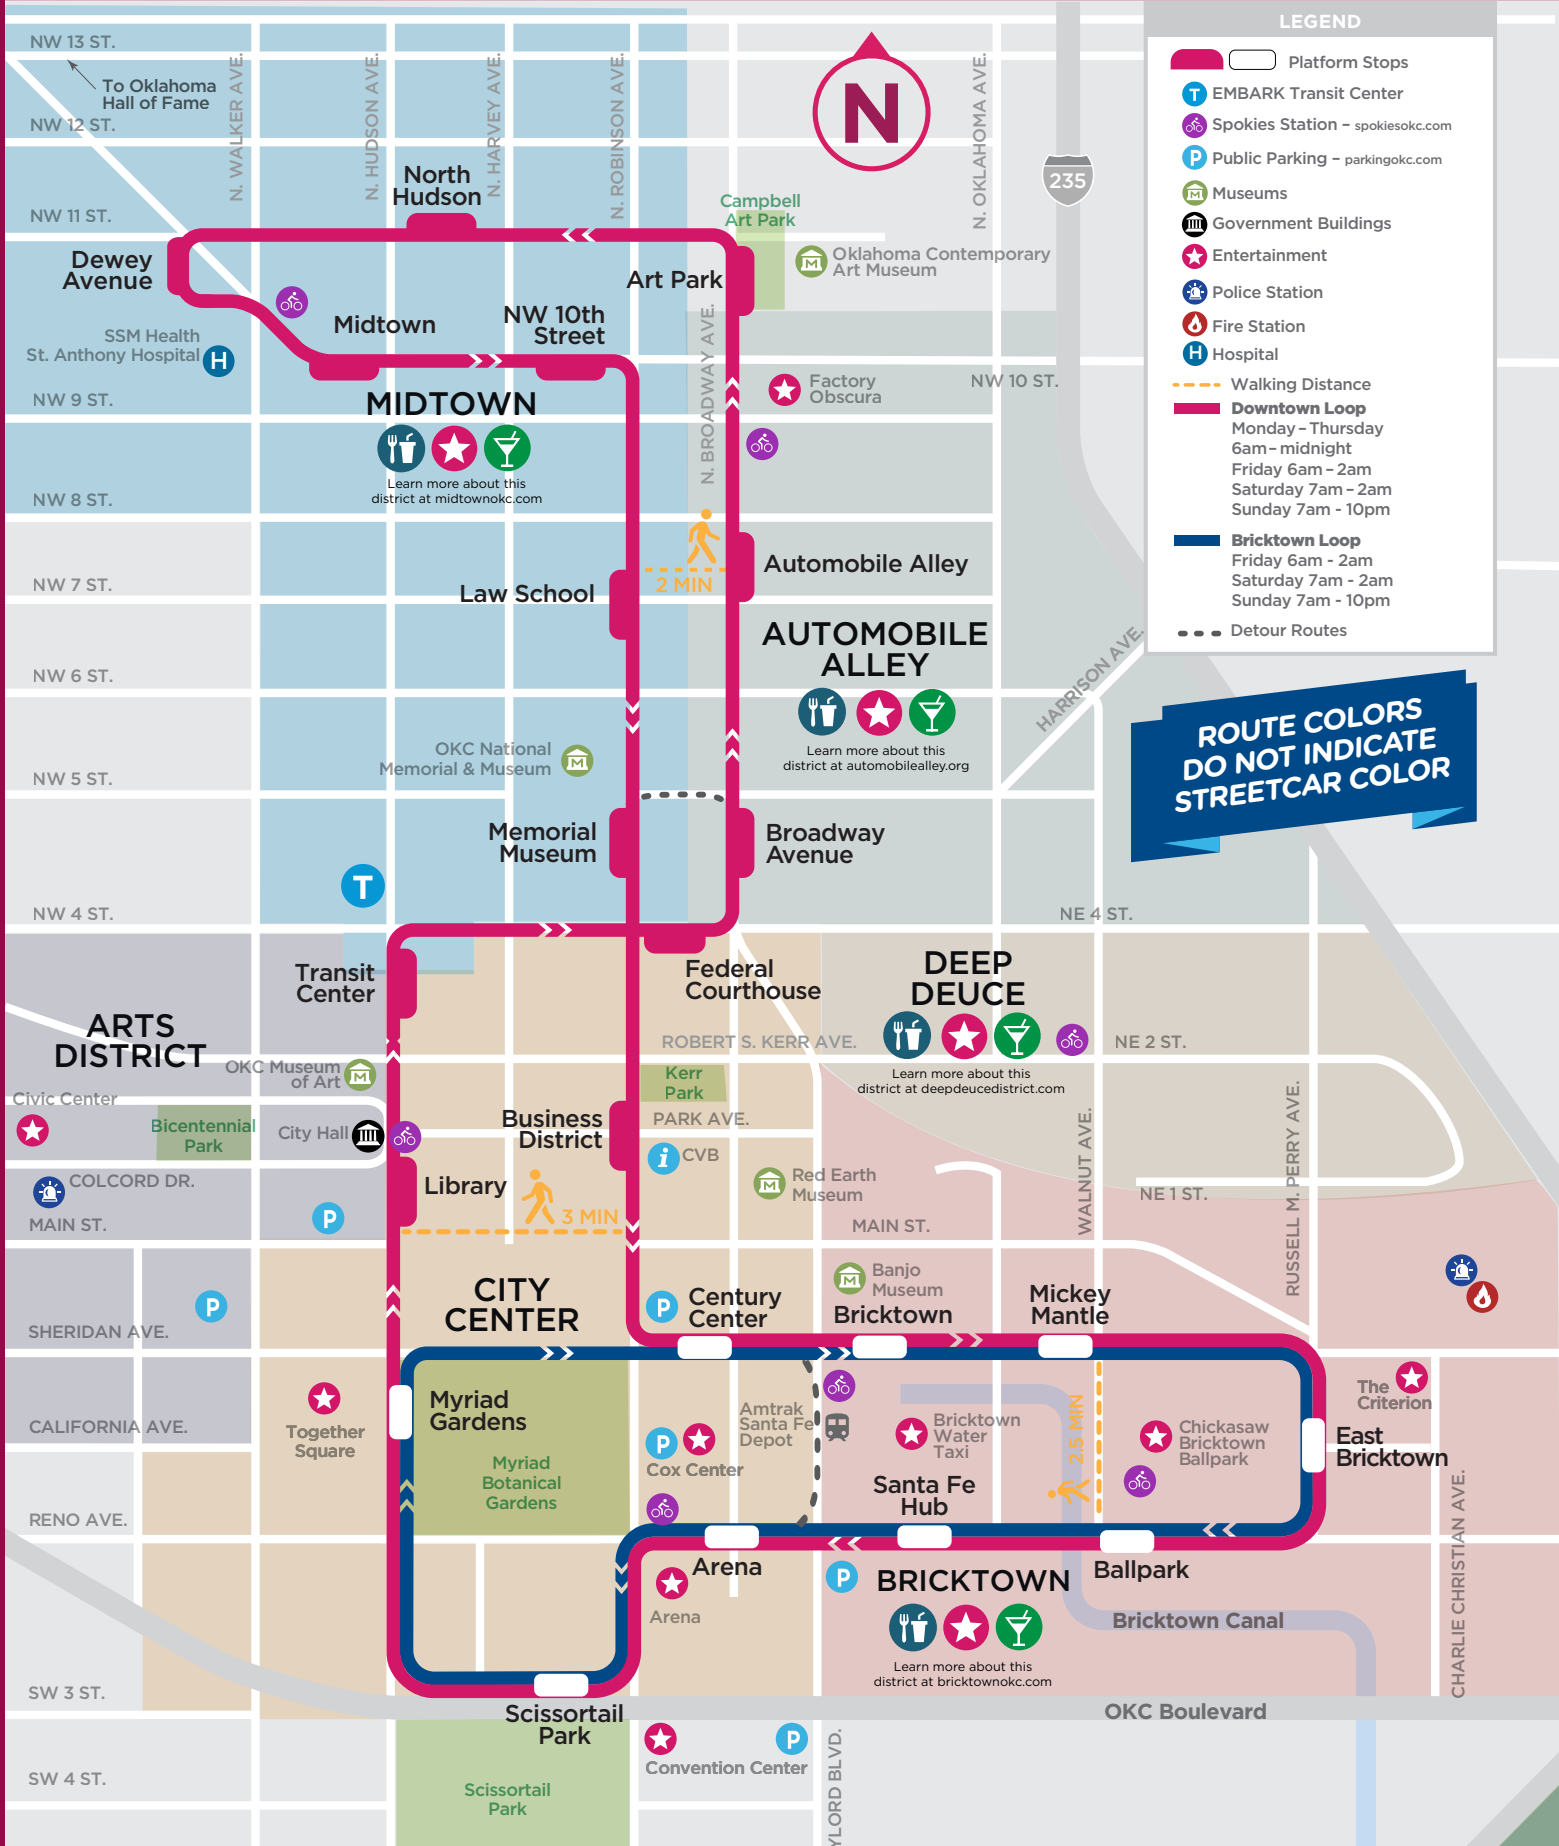 NW 13 ST.
To Oklahoma
Hall of Fame
NW 12 ST.
N. WALKER AVE.
N. HUDSON AVE.
N. HARVEY AVE.
N. ROBINSON AVE.
N
N. OKLAHOMA AVE.
235
LEGEND
Platform Stops
T EMBARK Transit Center
Spokies Station – spokiesokc.com
P Public Parking – parkingokc.com
M Museums
Government Buildings
Entertainment
Police Station
Fire Station
H Hospital
Walking Distance
Downtown Loop
Monday – Thursday
6am – midnight
Friday 6am – 2am
Saturday 7am – 2am
Sunday 7am - 10pm
Bricktown Loop
Friday 6am - 2am
Saturday 7am - 2am
Sunday 7am - 10pm
Detour Routes
ROUTE COLORS
DO NOT INDICATE
STREETCAR COLOR
North
Hudson
NW 11 ST.
Campbell
Art Park
Dewey
Avenue
Art Park
M
Oklahoma Contemporary
Art Museum
Midtown
NW 10th
Street
SSM Health
St. Anthony Hospital
H
N. BROADWAY AVE.
NW 10 ST.
Factory
Obscura
NW 9 ST.
MIDTOWN
Learn more about this
district at midtownokc.com
NW 8 ST.
2 MIN
Automobile Alley
Law School
NW 7 ST.
AUTOMOBILE
ALLEY
Learn more about this
district at automobilealley.org
HARRISON AVE.
NW 6 ST.
OKC National
Memorial & Museum
M
NW 5 ST.
Memorial
Museum
Broadway
Avenue
T
NW 4 ST.
NE 4 ST.
Transit
Center
Federal
Courthouse
DEEP
DEUCE
Learn more about this
district at deepdeucedistrict.com
ARTS
DISTRICT
ROBERT S. KERR AVE.
NE 2 ST.
OKC Museum
of Art
M
Kerr
Park
Civic Center
Bicentennial
Park
City Hall
Business
District
PARK AVE.
i CVB
WALNUT AVE.
RUSSELL M. PERRY AVE.
COLCORD DR.
Library
M
Red Earth
Museum
NE 1 ST.
MAIN ST.
P
3 MIN
MAIN ST.
P
CITY
CENTER
P
Century
Center
M
Banjo
Museum
Bricktown
Mickey
Mantle
SHERIDAN AVE.
Myriad
Gardens
Together
Square
CALIFORNIA AVE.
Myriad
Botanical
Gardens
P
Cox Center
Amtrak
Santa Fe
Depot
Bricktown
Water
Taxi
2.5 MIN
Chickasaw
Bricktown
Ballpark
The
Criterion
East
Bricktown
Santa Fe
Hub
RENO AVE.
Arena
Arena
P
BRICKTOWN
Learn more about this
district at bricktownokc.com
Ballpark
Bricktown Canal
CHARLIE CHRISTIAN AVE.
SW 3 ST.
Scissortail
Park
OKC Boulevard
P
Convention Center
YLORD BLVD.
SW 4 ST.
Scissortail
Park